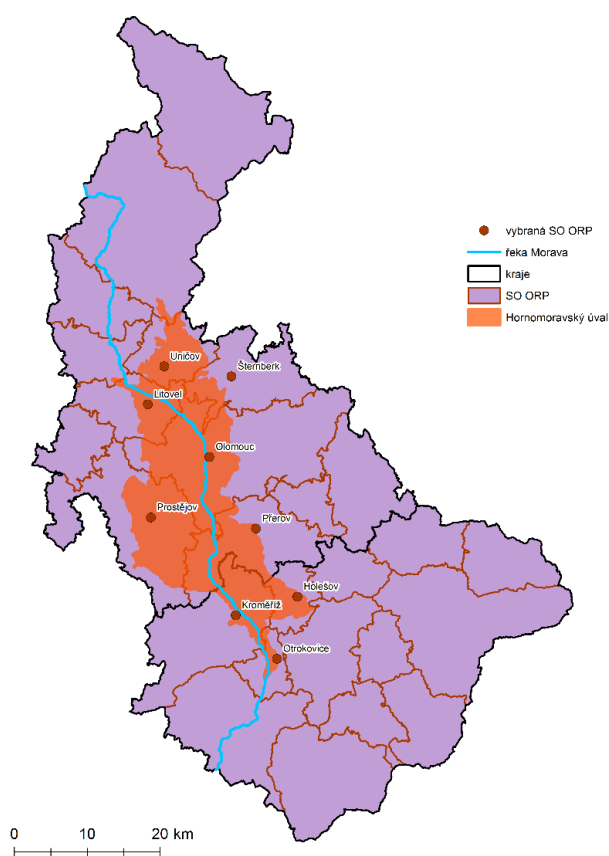 vybraná SO ORP
řeka Morava
kraje
SO ORP
Hornomoravský úval
Uničov
Šternberk
Litovel
Olomouc
Prostějov
Přerov
Holešov
Kroměříž
Otrokovice
0 10 20 km